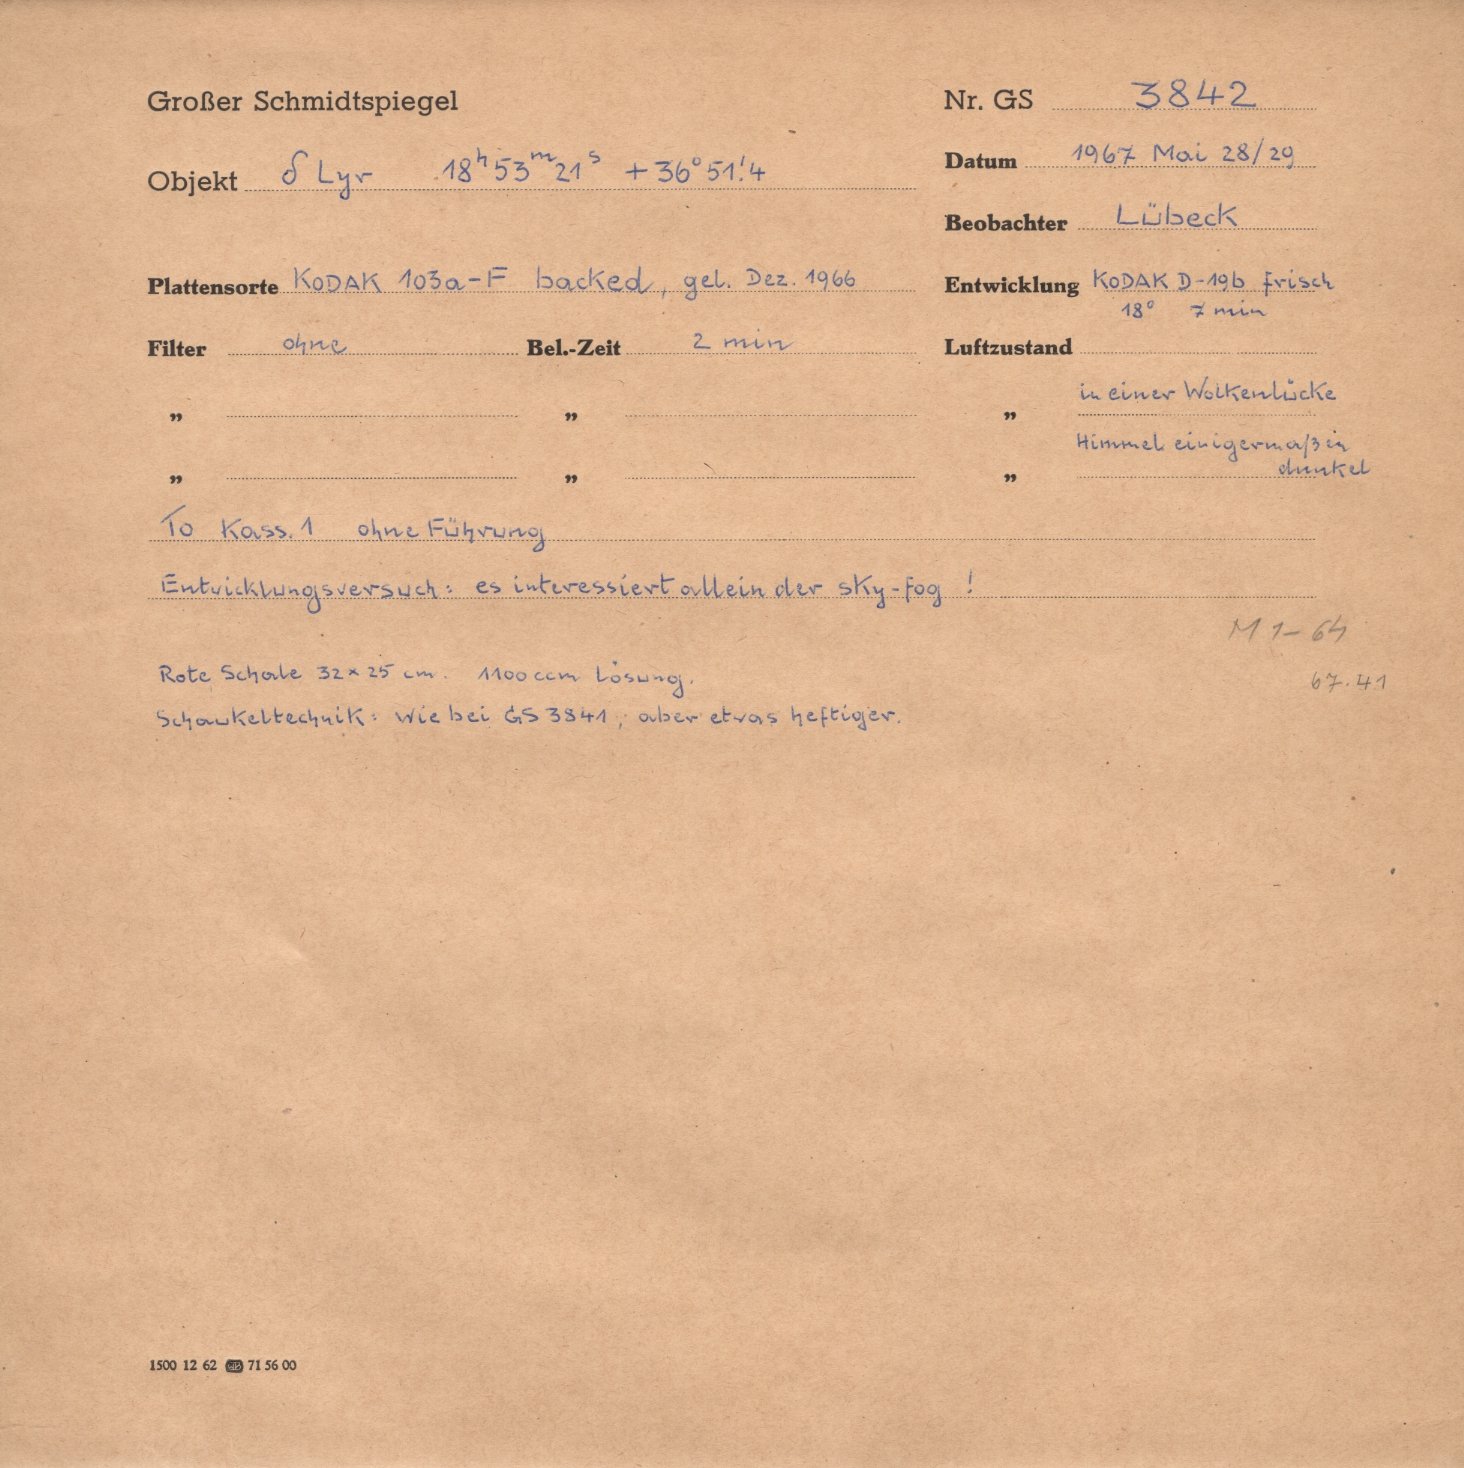 Großer Schmidtspiegel
Nr. GS 3842
Objekt δ Lyr 18ʰ53ᵐ21ˢ +36°51!4
Datum 1967 Mai 28/29
Beobachter Lübeck
Plattensorte KODAK 103a-F backed, gel. Dez. 1966
Entwicklung KODAK D-19b frisch
18° 7 min
Filter ohne Bel.-Zeit 2 min
Luftzustand
in einer Wolkenlücke
„ „ „
Himmel einigermaßen
dunkel
„ „ „
To Kass. 1 ohne Führung
Entwicklungsversuch: es interessiert allein der sky-fog !
M 1-64
Rote Schale 32×25 cm. 1100 ccm Lösung.
67.41
Schaukeltechnik: Wie bei GS 3841, aber etwas heftiger.
1500 12 62 71 56 00